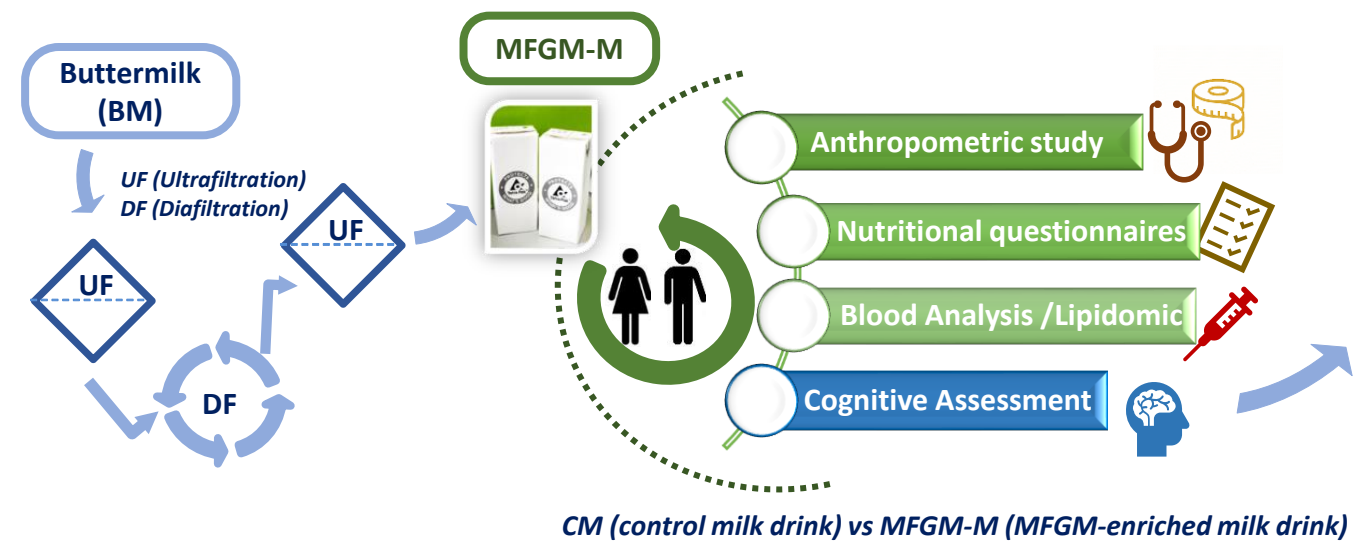 Buttermilk
(BM)
UF (Ultrafiltration)
DF (Diafiltration)
UF
DF
UF
MFGM-M
Anthropometric study
Nutritional questionnaires
Blood Analysis /Lipidomic
Cognitive Assessment
CM (control milk drink) vs MFGM-M (MFGM-enriched milk drink)